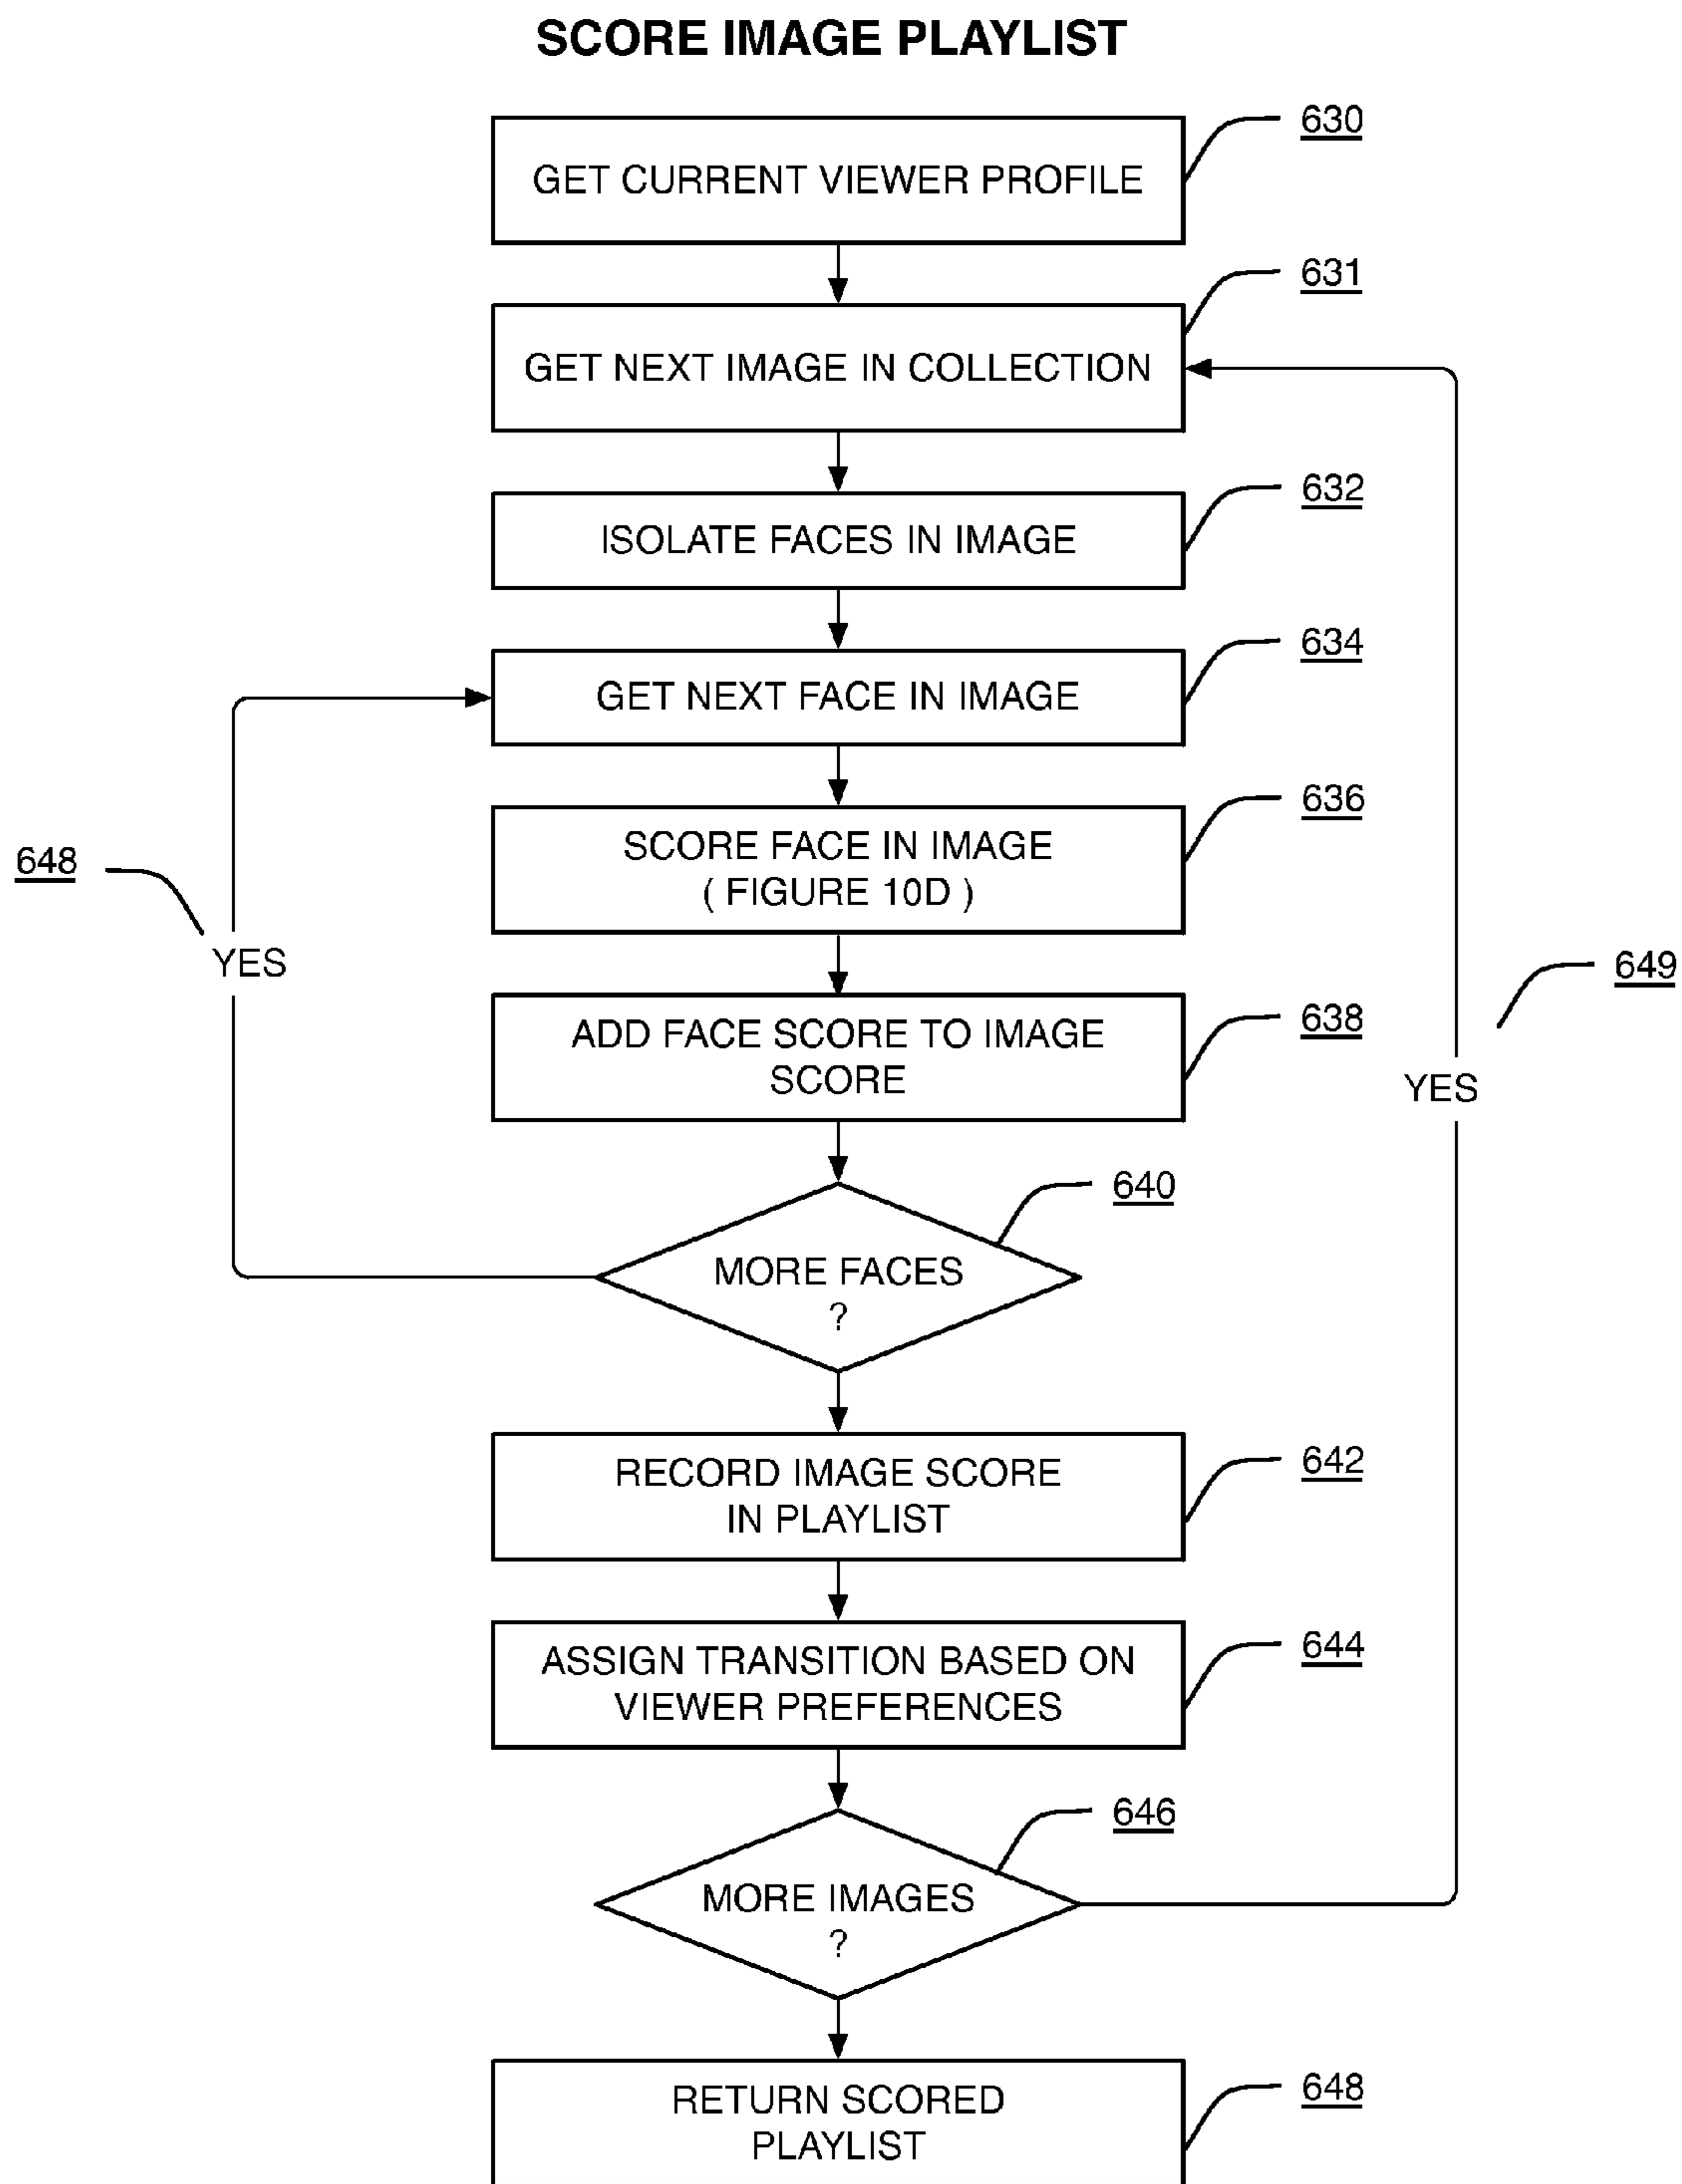 SCORE IMAGE PLAYLIST
630
GET CURRENT VIEWER PROFILE
631
GET NEXT IMAGE IN COLLECTION
632
ISOLATE FACES IN IMAGE
634
GET NEXT FACE IN IMAGE
636
SCORE FACE IN IMAGE
( FIGURE 10D )
648
YES
649
638
ADD FACE SCORE TO IMAGE
SCORE
YES
640
MORE FACES
?
642
RECORD IMAGE SCORE
IN PLAYLIST
644
ASSIGN TRANSITION BASED ON
VIEWER PREFERENCES
646
MORE IMAGES
?
648
RETURN SCORED
PLAYLIST